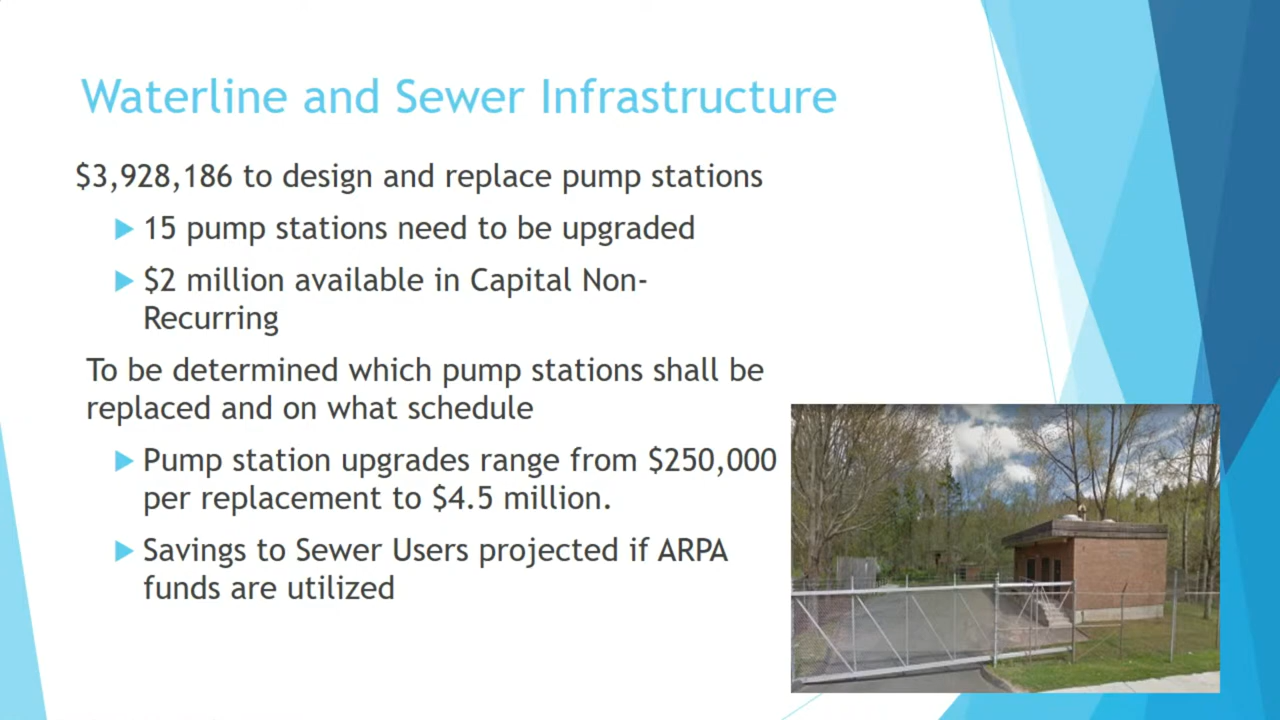 Waterline and Sewer Infrastructure
$3,928,186 to design and replace pump stations
15 pump stations need to be upgraded
$2 million available in Capital Non-
Recurring
To be determined which pump stations shall be
replaced and on what schedule
Pump station upgrades range from $250,000
per replacement to $4.5 million.
Savings to Sewer Users projected if ARPA
funds are utilized